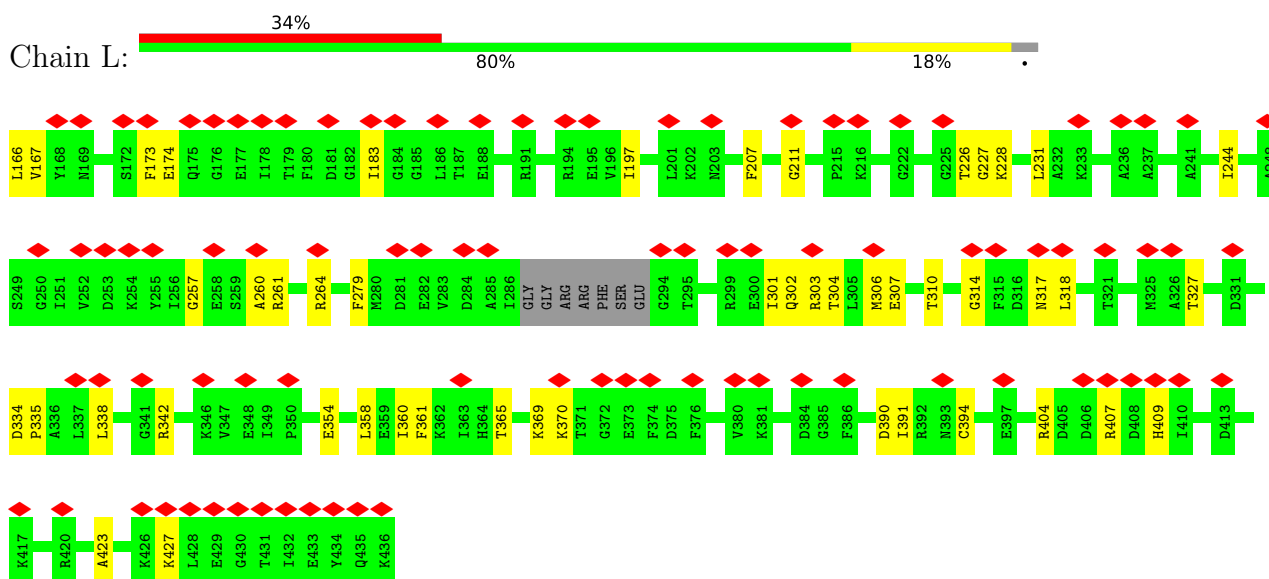 34%
Chain L:
80% 18% •
L166 V167 Y168 N169 S172 F173 E174 Q175 G176 E177 I178 T179 F180 D181 G182 I183 G184 G185 L186 T187 E188 R191 R194 E195 V196 I197 L201 K202 N203 F207 G211 P215 K216 G222 G225 T226 G227 K228 L231 A232 K233 A236 A237 A241 I244 A248
S249 G250 I251 V252 D253 K254 Y255 I256 G257 E258 S259 A260 R261 R264 F279 M280 D281 E282 V283 D284 A285 I286 GLY GLY ARG ARG PHE SER GLU G294 T295 R299 E300 I301 Q302 R303 T304 L305 M306 E307 T310 G314 F315 D316 N317 L318 T321 M325 A326 T327 D331
D334 P335 A336 L337 L338 G341 R342 K346 V347 E348 I349 P350 E354 L358 E359 I360 F361 K362 I363 H364 T365 K369 K370 T371 G372 E373 F374 D375 F376 V380 K381 D384 G385 F386 D390 I391 R392 N393 C394 E397 R404 D405 D406 R407 D408 H409 I410 D413
K417 R420 A423 K426 K427 L428 E429 G430 T431 I432 E433 Y434 Q435 K436